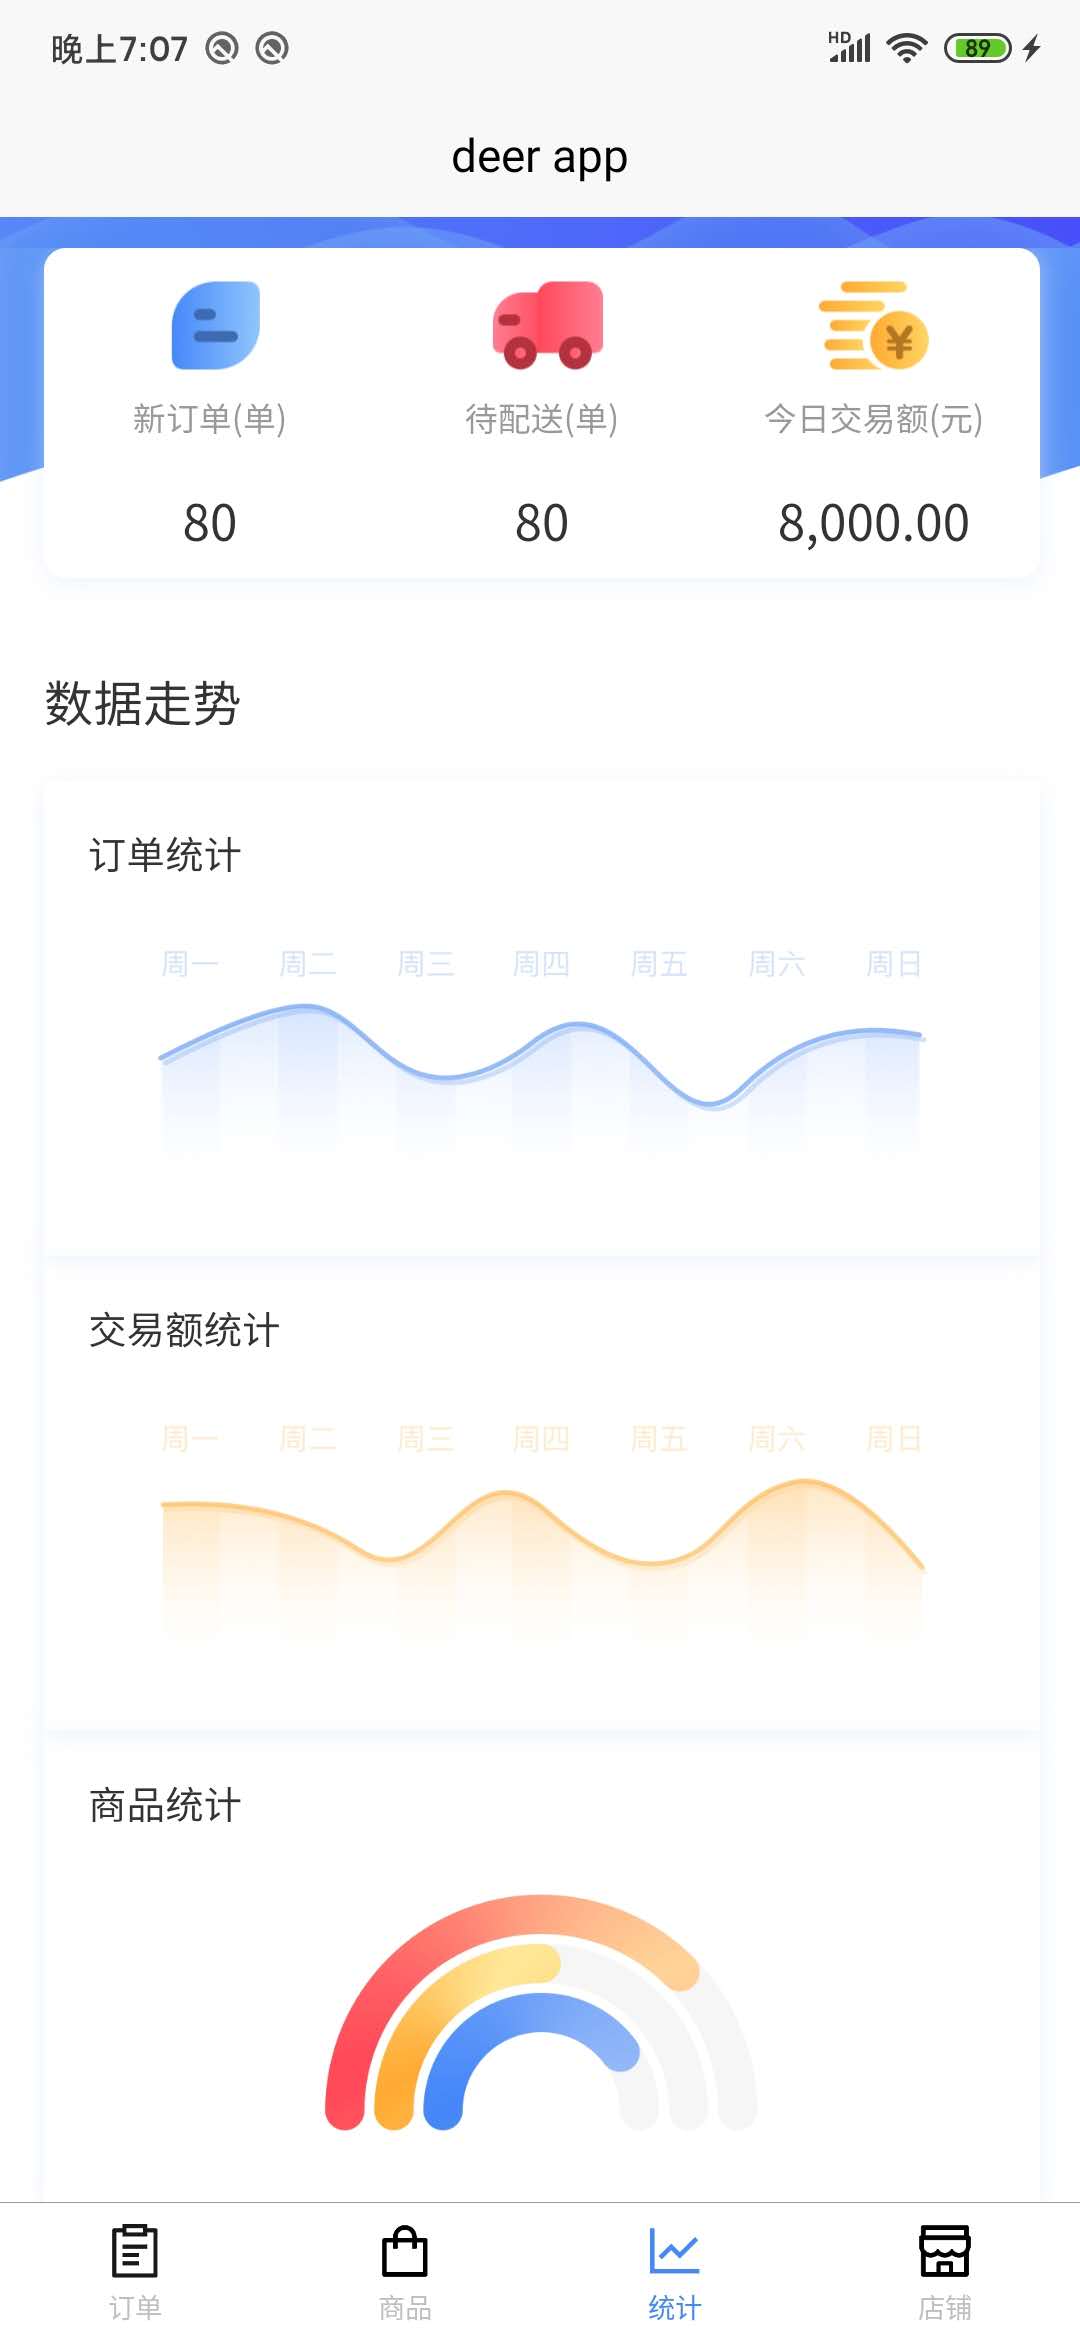 晚上7:07 HD 89
deer app
新订单(单) 待配送(单) 今日交易额(元)
80 80 8,000.00
数据走势
订单统计
周一 周二 周三 周四 周五 周六 周日
交易额统计
周一 周二 周三 周四 周五 周六 周日
商品统计
订单 商品 统计 店铺